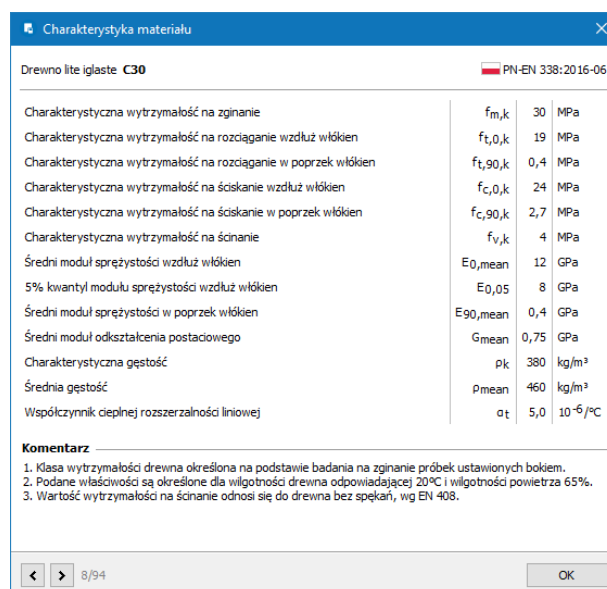 Charakterystyka materiału
Drewno lite iglaste C30 PN-EN 338:2016-06
Charakterystyczna wytrzymałość na zginanie fm,k 30 MPa
Charakterystyczna wytrzymałość na rozciąganie wzdłuż włókien ft,0,k 19 MPa
Charakterystyczna wytrzymałość na rozciąganie w poprzek włókien ft,90,k 0,4 MPa
Charakterystyczna wytrzymałość na ściskanie wzdłuż włókien fc,0,k 24 MPa
Charakterystyczna wytrzymałość na ściskanie w poprzek włókien fc,90,k 2,7 MPa
Charakterystyczna wytrzymałość na ścinanie fv,k 4 MPa
Średni moduł sprężystości wzdłuż włókien E0,mean 12 GPa
5% kwantyl modułu sprężystości wzdłuż włókien E0,05 8 GPa
Średni moduł sprężystości w poprzek włókien E90,mean 0,4 GPa
Średni moduł odkształcenia postaciowego Gmean 0,75 GPa
Charakterystyczna gęstość ρk 380 kg/m³
Średnia gęstość ρmean 460 kg/m³
Współczynnik cieplnej rozszerzalności liniowej αt 5,0 10⁻⁶/ºC
Komentarz
1. Klasa wytrzymałości drewna określona na podstawie badania na zginanie próbek ustawionych bokiem.
2. Podane właściwości są określone dla wilgotności drewna odpowiadającej 20ºC i wilgotności powietrza 65%.
3. Wartość wytrzymałości na ścinanie odnosi się do drewna bez spękań, wg EN 408.
8/94 OK